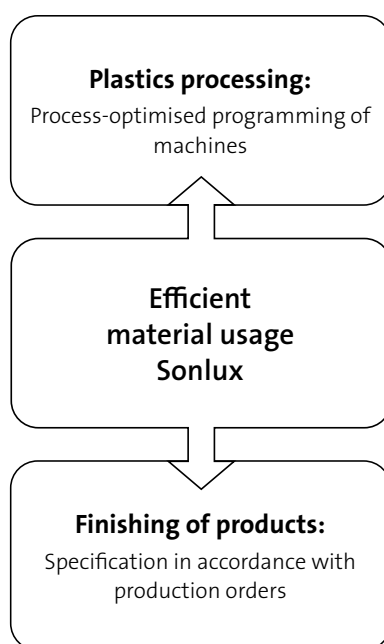 Plastics processing:
Process-optimised programming of
machines
Efficient
material usage
Sonlux
Finishing of products:
Specification in accordance with
production orders